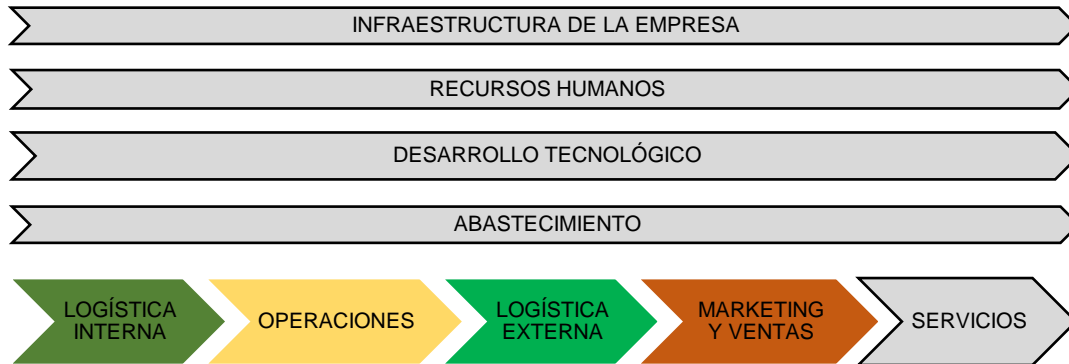 INFRAESTRUCTURA DE LA EMPRESA
RECURSOS HUMANOS
DESARROLLO TECNOLÓGICO
ABASTECIMIENTO
LOGÍSTICA
INTERNA
OPERACIONES
LOGÍSTICA
EXTERNA
MARKETING
Y VENTAS
SERVICIOS